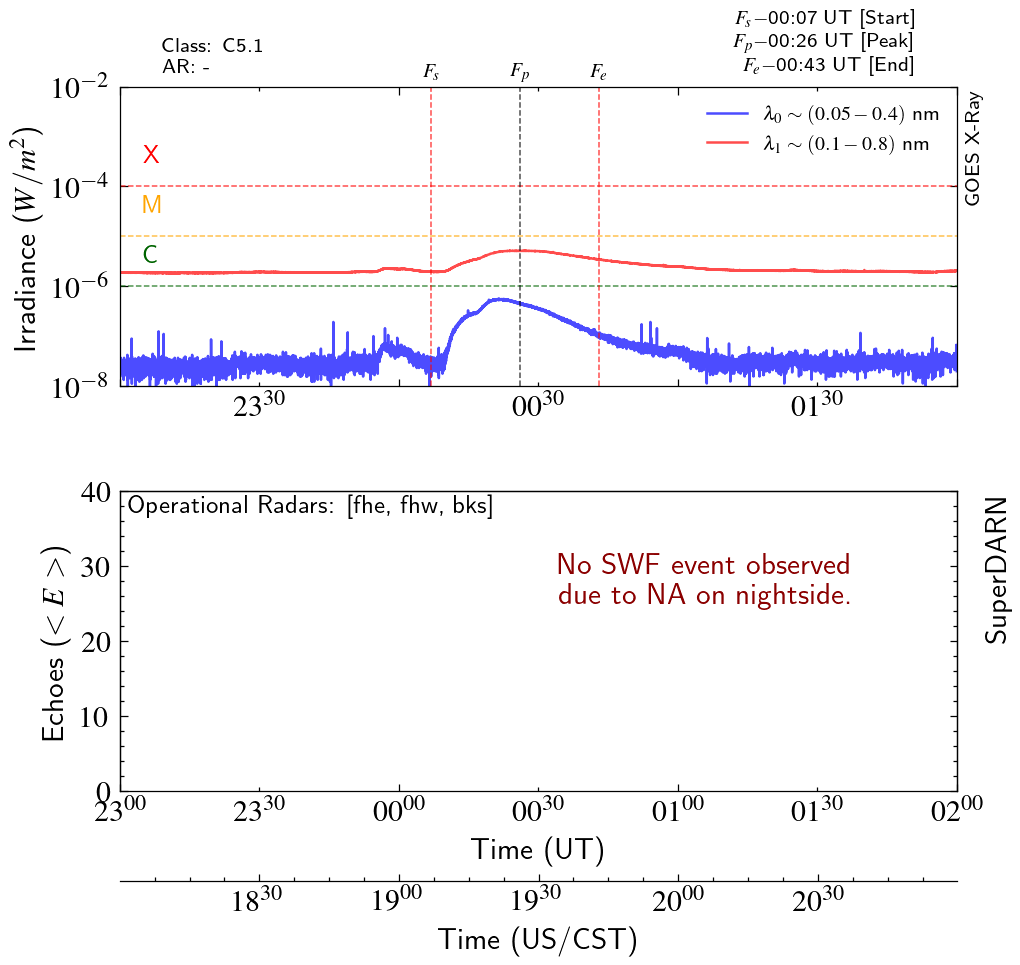 Class: C5.1
AR: -
F_s−00:07 UT [Start]
F_p−00:26 UT [Peak]
F_e−00:43 UT [End]
F_s
F_p
F_e
10^−2
10^−4
10^−6
10^−8
Irradiance (W/m^2)
X
M
C
λ_0 ∼ (0.05 − 0.4) nm
λ_1 ∼ (0.1 − 0.8) nm
GOES X-Ray
23^30
00^30
01^30
Operational Radars: [fhe, fhw, bks]
No SWF event observed
due to NA on nightside.
40
30
20
10
0
Echoes (< E >)
SuperDARN
23^00
23^30
00^00
00^30
01^00
01^30
02^00
Time (UT)
18^30
19^00
19^30
20^00
20^30
Time (US/CST)